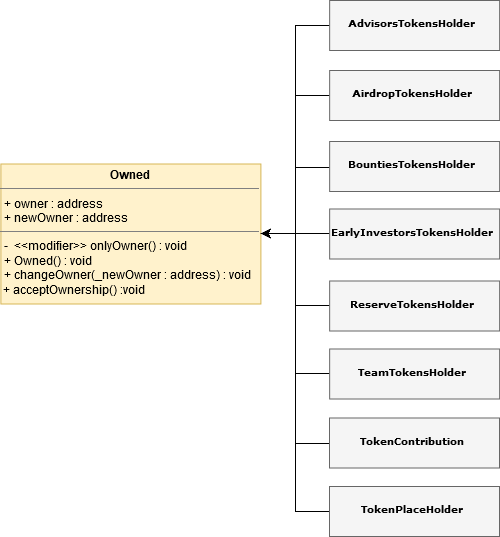 AdvisorsTokensHolder
AirdropTokensHolder
BountiesTokensHolder
Owned
+ owner : address
+ newOwner : address
EarlyInvestorsTokensHolder
- <<modifier>> onlyOwner() : void
+ Owned() : void
+ changeOwner(_newOwner : address) : void
+ acceptOwnership() :void
ReserveTokensHolder
TeamTokensHolder
TokenContribution
TokenPlaceHolder